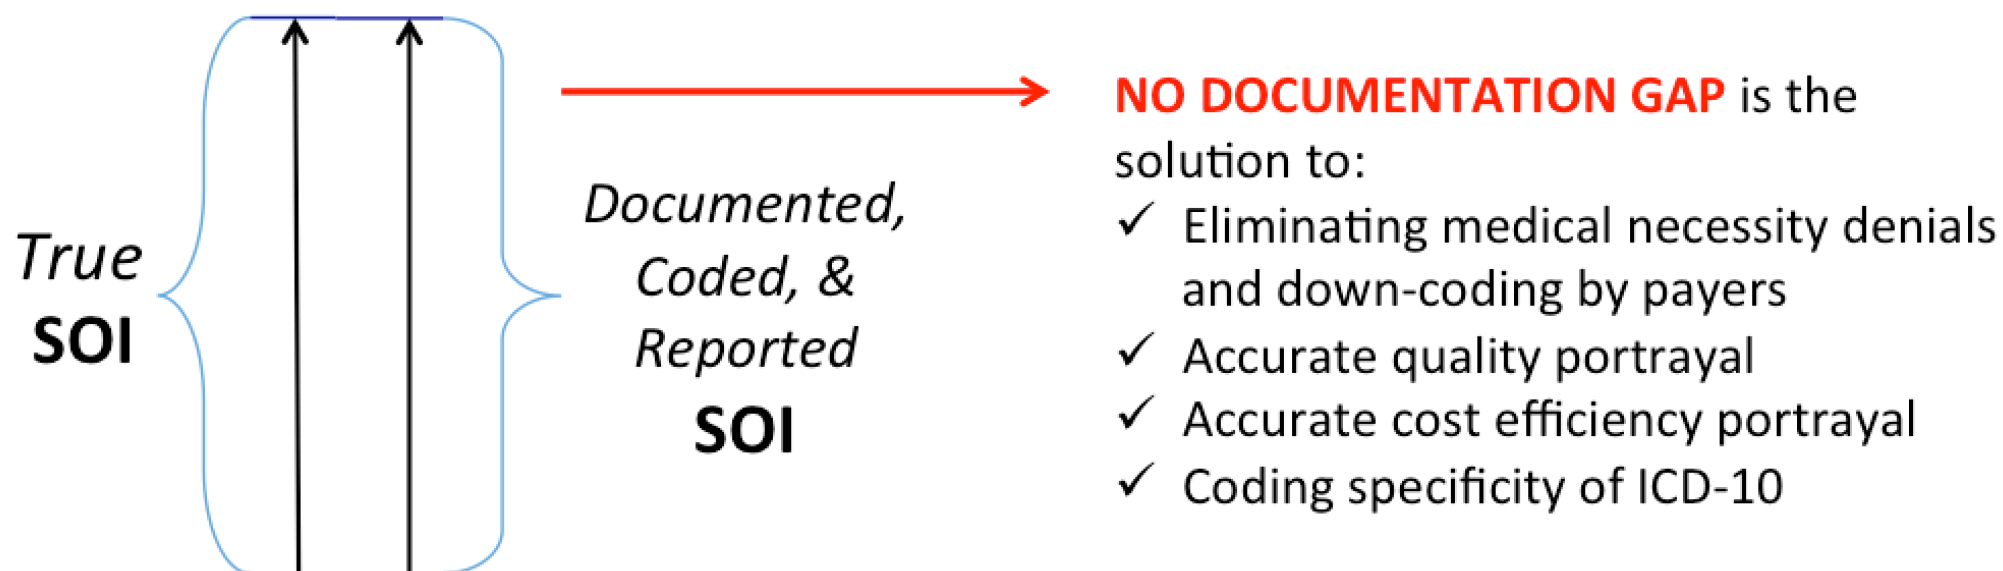 True
SOI
Documented,
Coded, &
Reported
SOI
NO DOCUMENTATION GAP is the
solution to:
✓ Eliminating medical necessity denials
and down-coding by payers
✓ Accurate quality portrayal
✓ Accurate cost efficiency portrayal
✓ Coding specificity of ICD-10